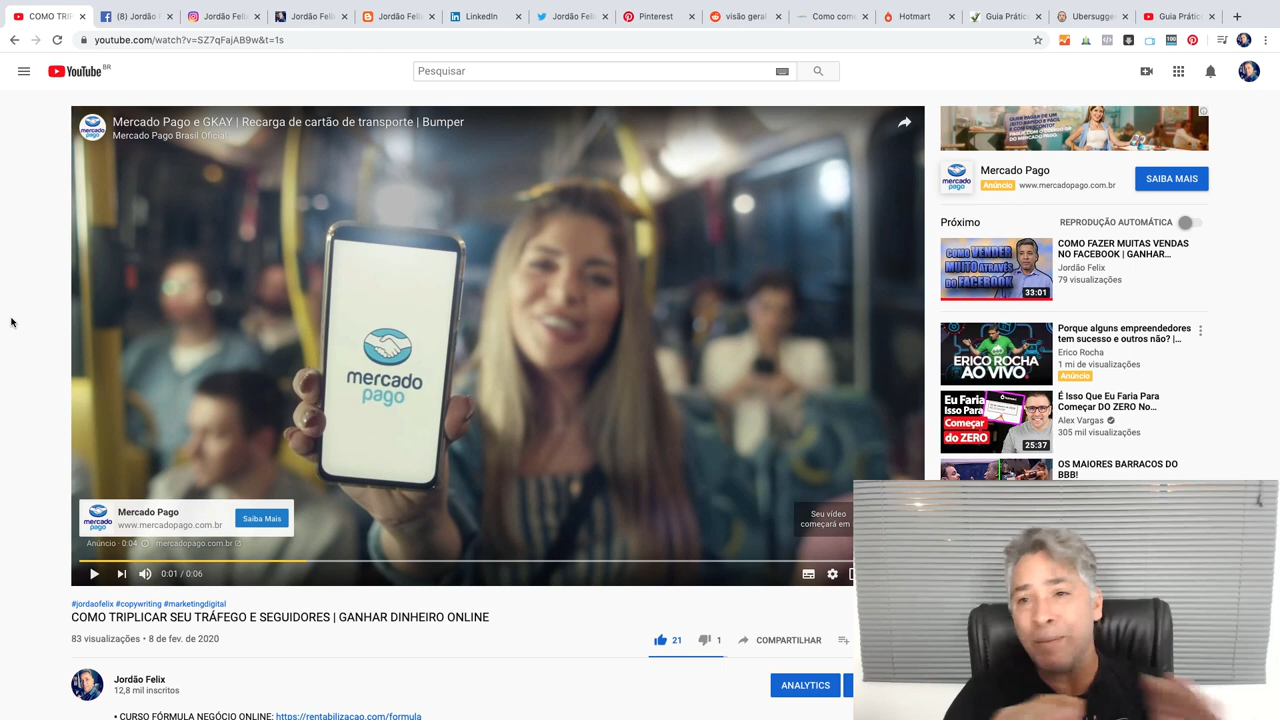 COMO TRIP
(8) Jordão F
Jordão Felix
Jordão Feli
Jordão Felix
LinkedIn
Jordão Felix
Pinterest
visão geral
Como come
Hotmart
Guia Prátic
Ubersugge
Guia Prátic
youtube.com/watch?v=SZ7qFajAB9w&t=1s
100
YouTube BR
Pesquisar
Mercado Pago e GKAY | Recarga de cartão de transporte | Bumper
Mercado Pago Brasil Oficial
mercado
pago
Mercado Pago
www.mercadopago.com.br
Saiba Mais
Anúncio · 0:04
mercadopago.com.br
Seu vídeo
começará em
0:01 / 0:06
#jordaofelix #copywriting #marketingdigital
COMO TRIPLICAR SEU TRÁFEGO E SEGUIDORES | GANHAR DINHEIRO ONLINE
83 visualizações • 8 de fev. de 2020
21
1
COMPARTILHAR
Jordão Felix
12,8 mil inscritos
ANALYTICS
• CURSO FÓRMULA NEGÓCIO ONLINE: https://rentabilizacao.com/formula
Mercado Pago
Anúncio www.mercadopago.com.br
SAIBA MAIS
Próximo
REPRODUÇÃO AUTOMÁTICA
COMO VENDER
MUITO ATRAVÉS
DO FACEBOOK
33:01
COMO FAZER MUITAS VENDAS
NO FACEBOOK | GANHAR...
Jordão Felix
79 visualizações
ERICO ROCHA
AO VIVO
Porque alguns empreendedores
tem sucesso e outros não? |...
Erico Rocha
1 mi de visualizações
Anúncio
Eu Faria
Isso Para
Começar
do ZERO
25:37
É Isso Que Eu Faria Para
Começar DO ZERO No...
Alex Vargas
305 mil visualizações
OS MAIORES BARRACOS DO
BBB!